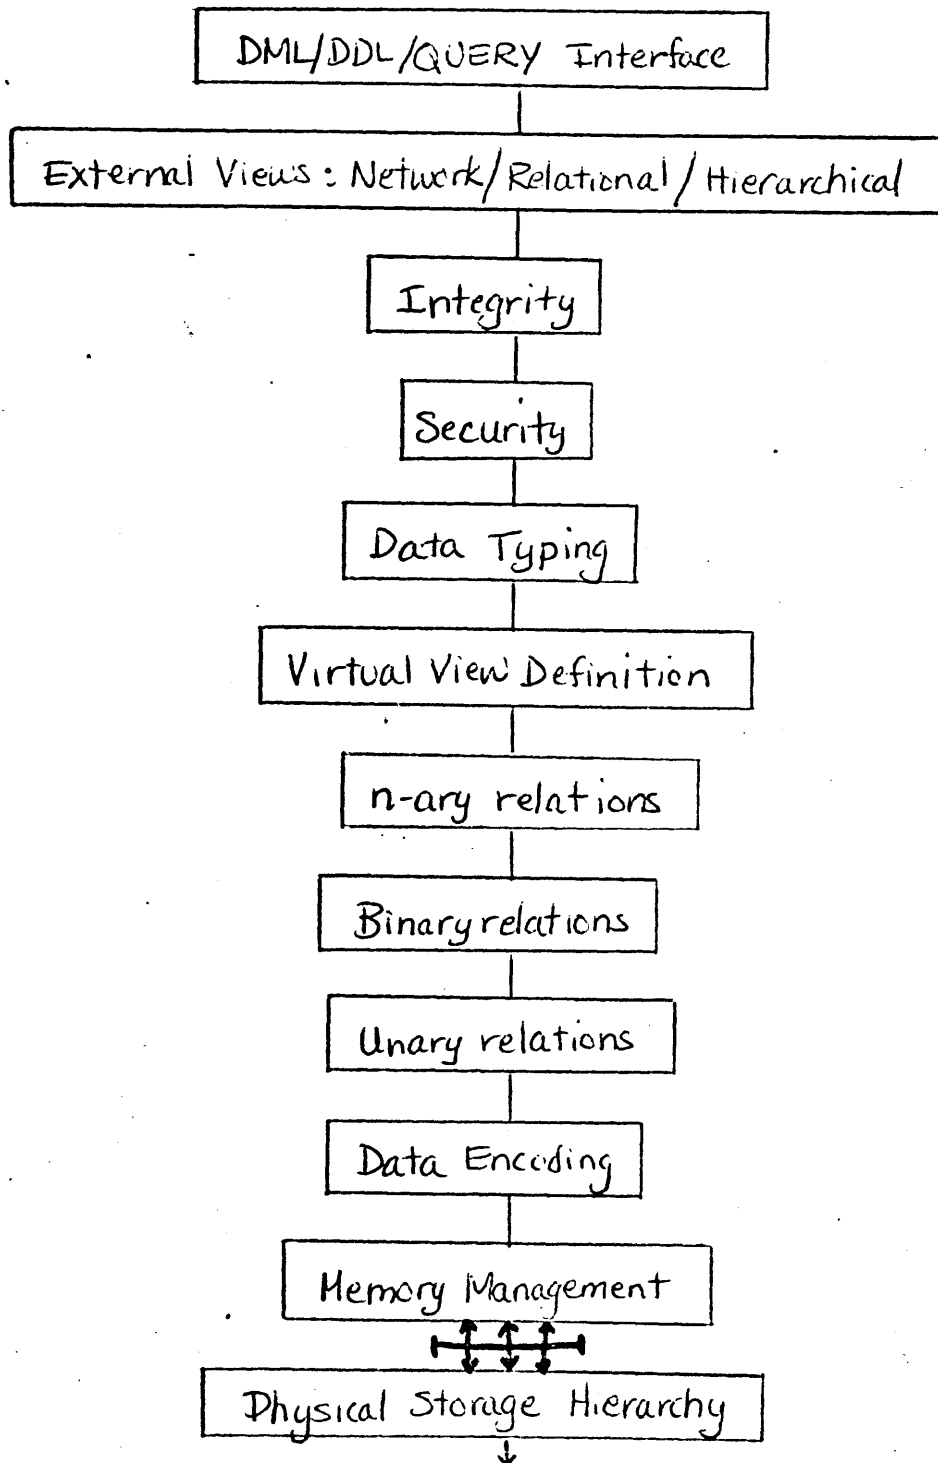 DML/DDL/QUERY Interface
External Views: Network/Relational/Hierarchical
Integrity
Security
Data Typing
Virtual View Definition
n-ary relations
Binary relations
Unary relations
Data Encoding
Memory Management
Physical Storage Hierarchy